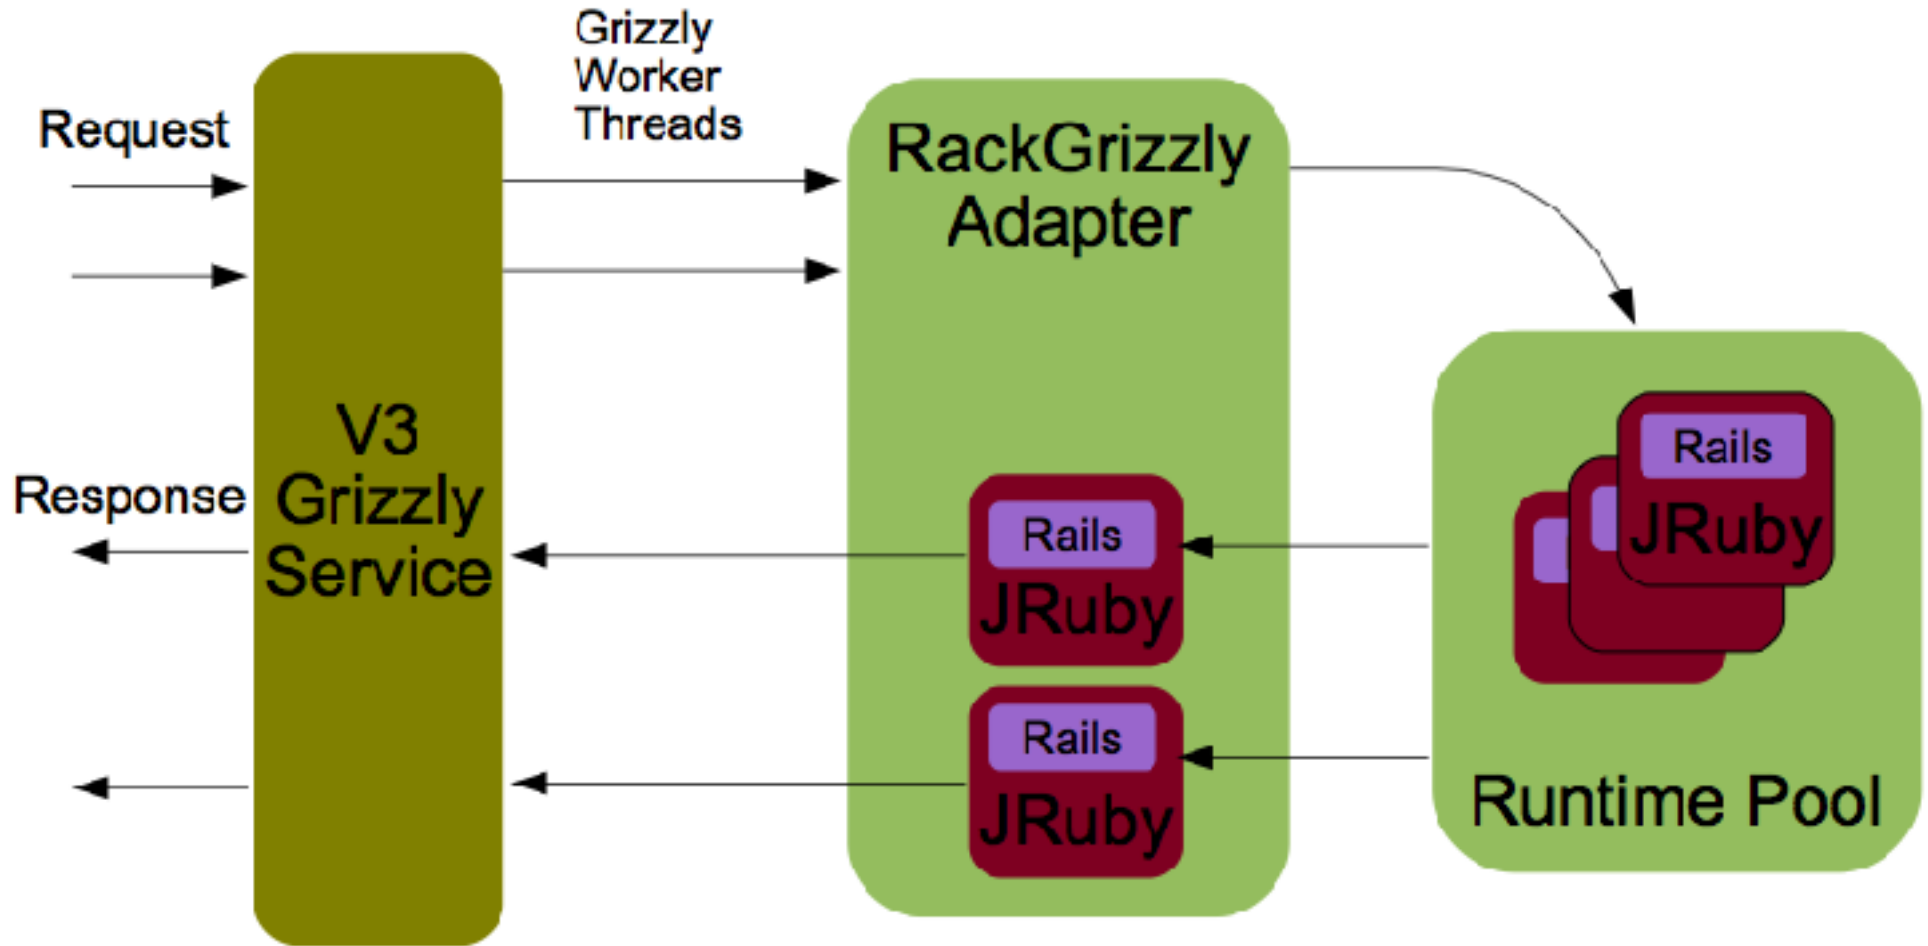 Grizzly
Worker
Threads
Request
RackGrizzly
Adapter
V3
Grizzly
Service
Response
Rails
JRuby
Rails
JRuby
Rails
JRuby
Runtime Pool